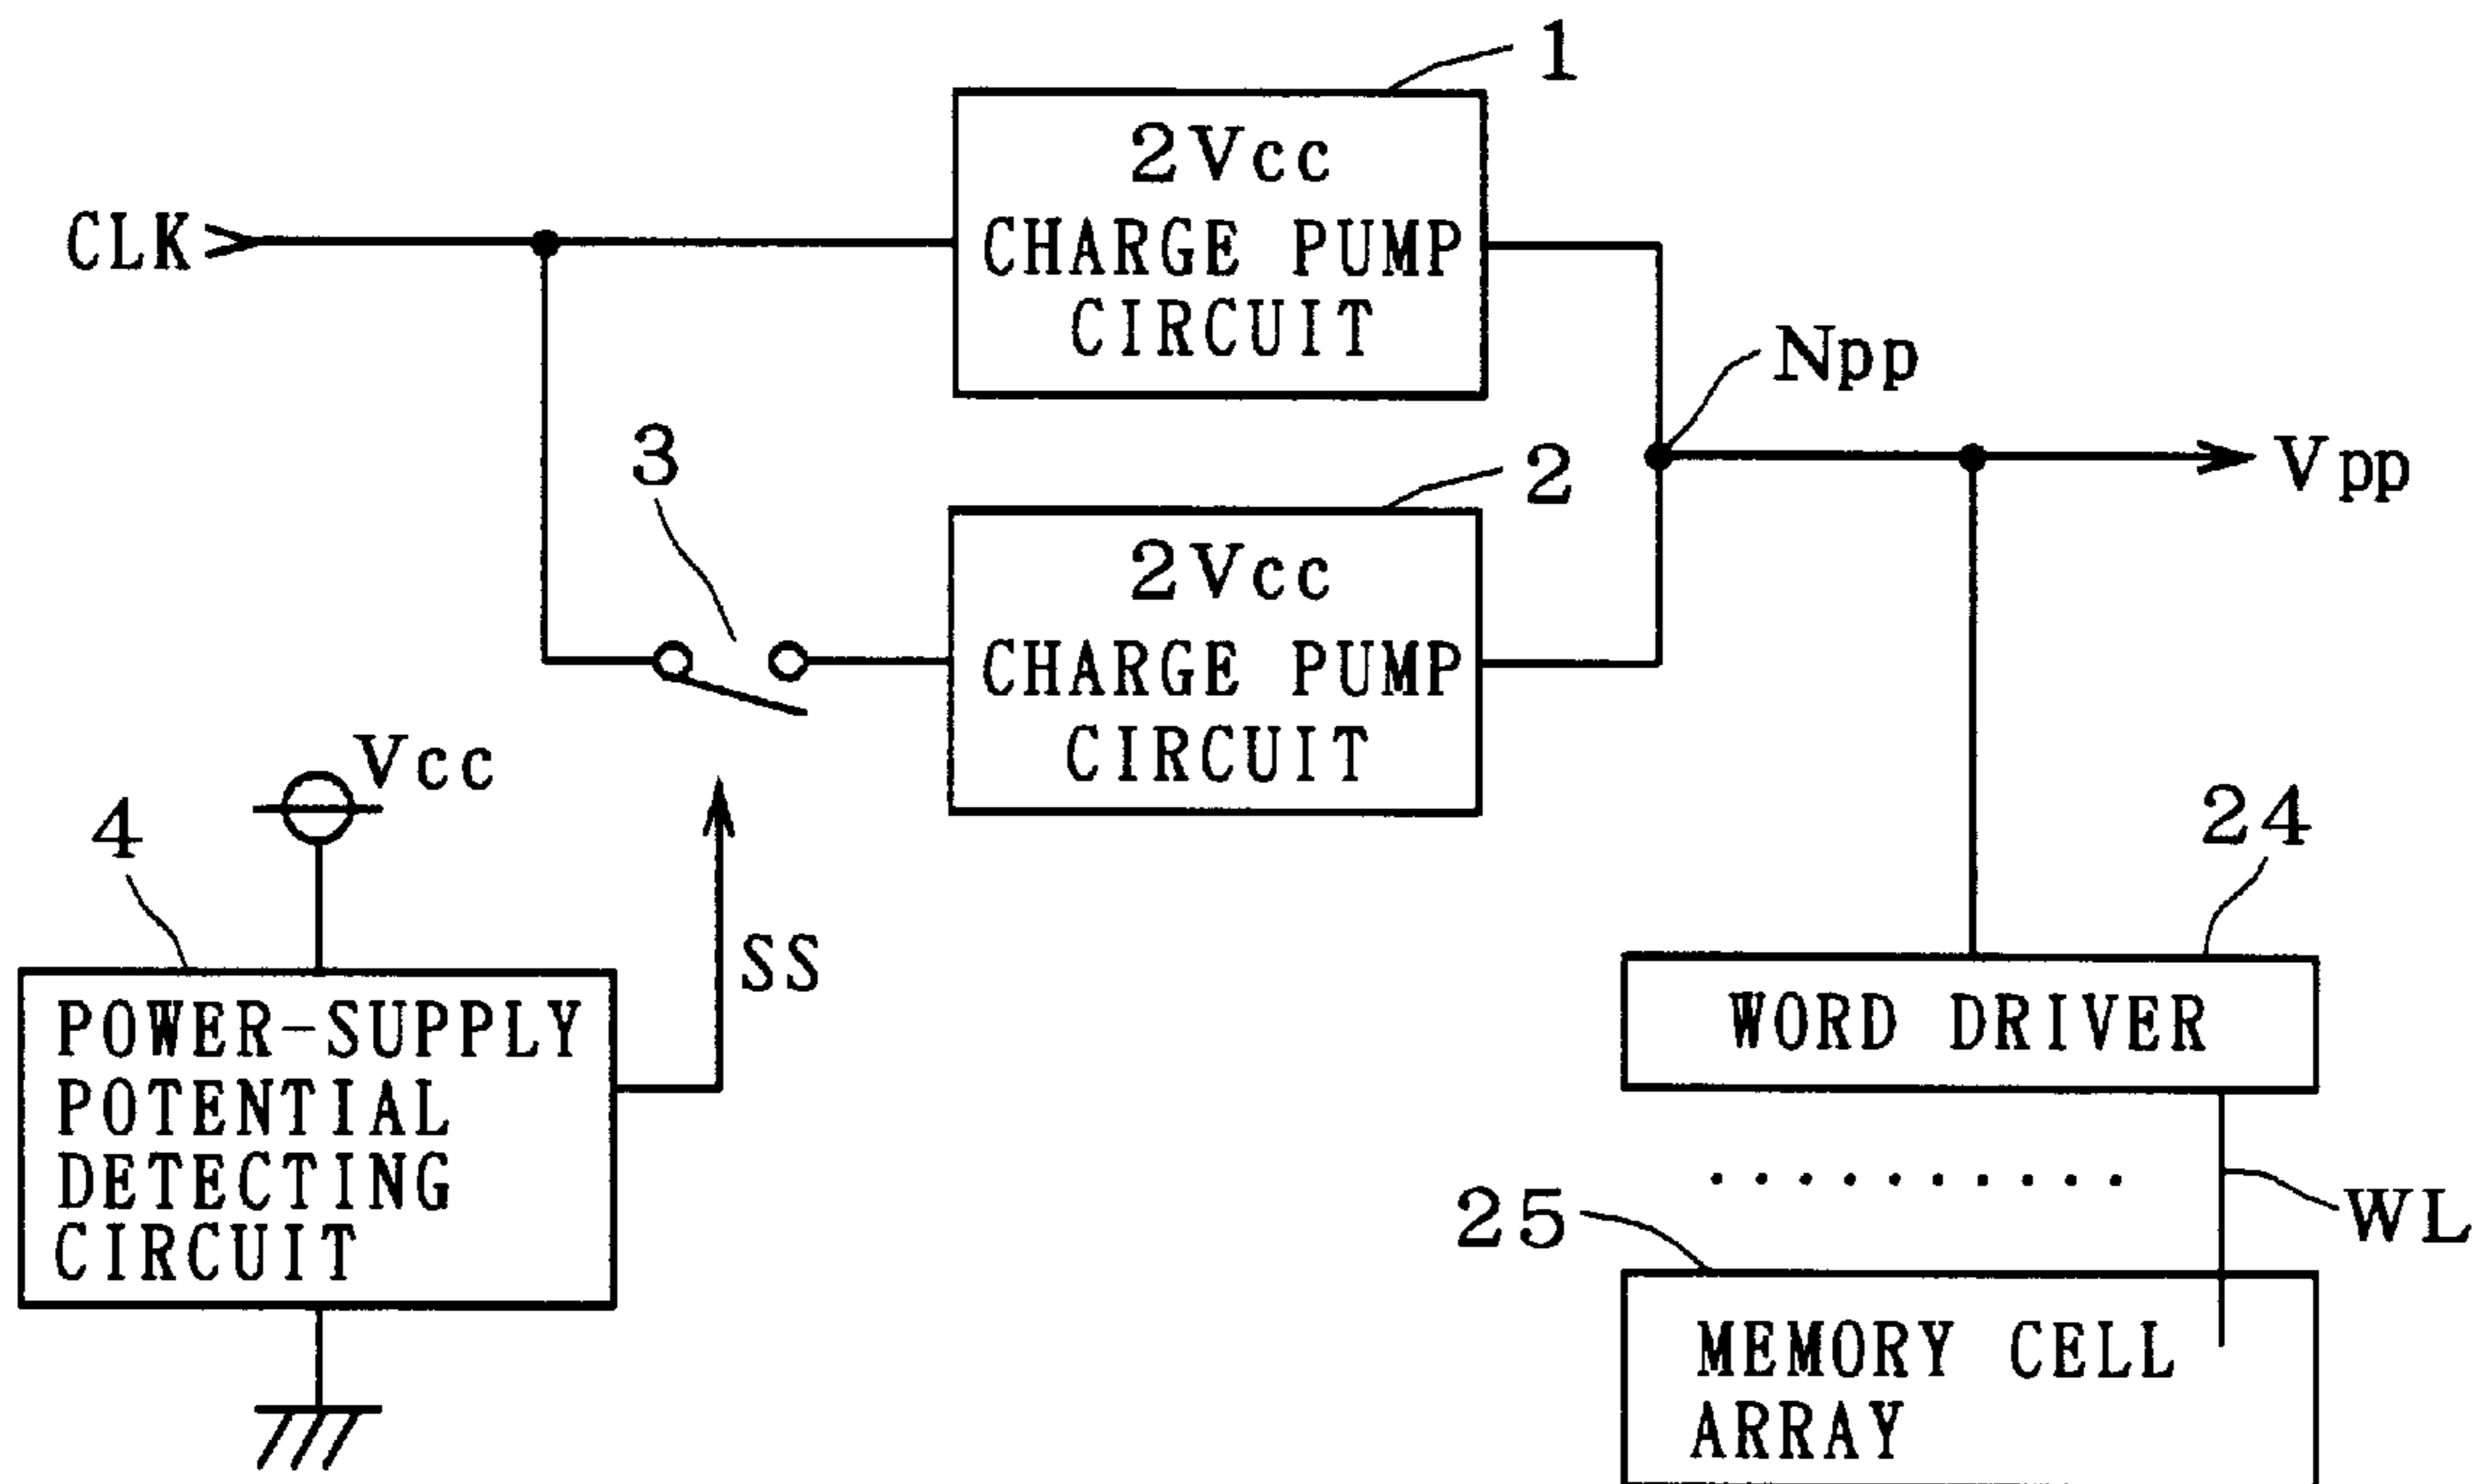 1
2Vcc
CHARGE PUMP
CIRCUIT
CLK
Npp
Vpp
3
2
2Vcc
CHARGE PUMP
CIRCUIT
Vcc
4
SS
24
POWER-SUPPLY
POTENTIAL
DETECTING
CIRCUIT
WORD DRIVER
25
WL
MEMORY CELL
ARRAY